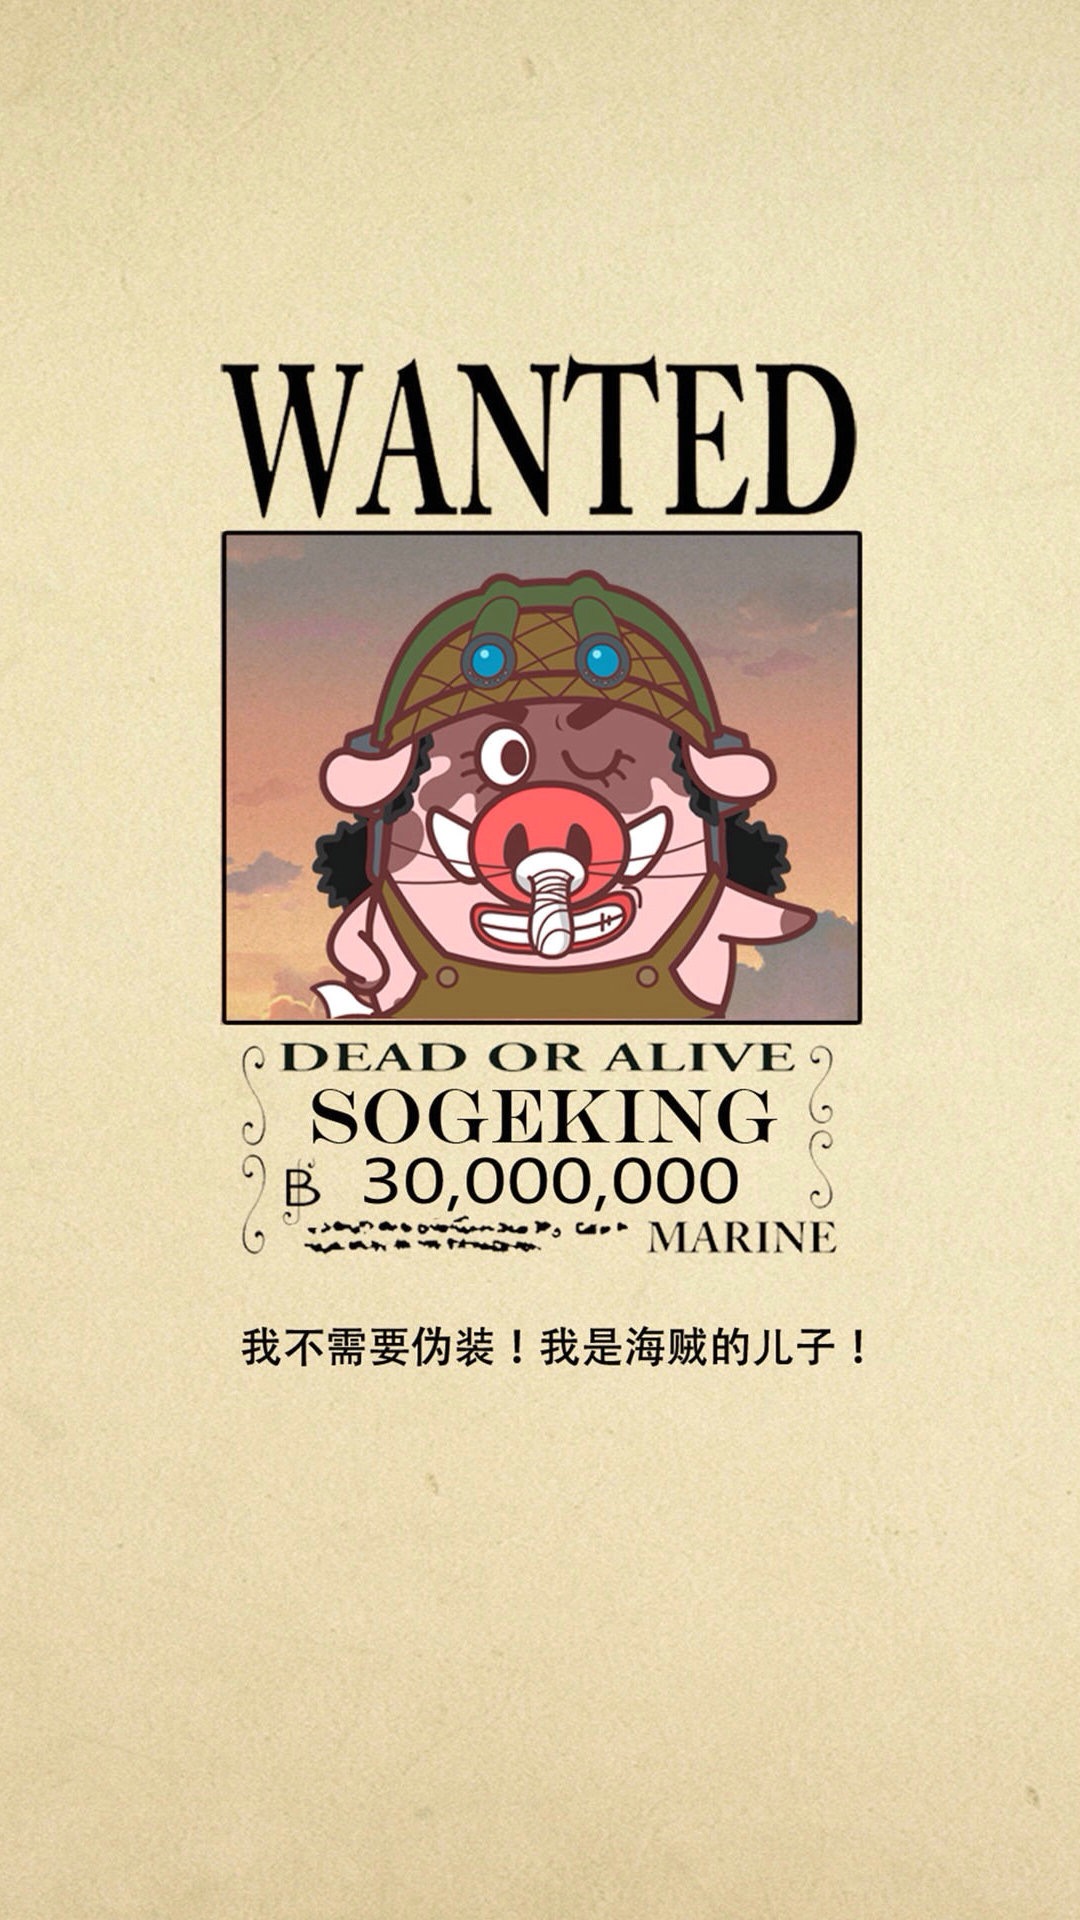 WANTED
DEAD OR ALIVE
SOGEKING
฿ 30,000,000
MARINE
我不需要伪装！我是海贼的儿子！